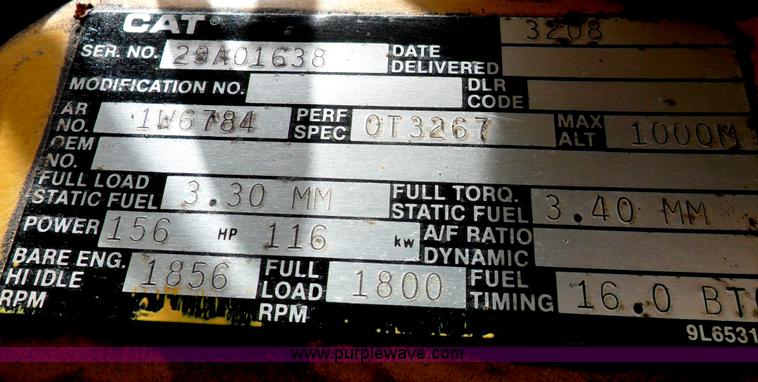 CAT®
3208
SER. NO. 29A01638 DATE DELIVERED
MODIFICATION NO. DLR CODE
AR NO. 1W6784 PERF SPEC 0T3267 MAX ALT 1000M
OEM NO.
FULL LOAD STATIC FUEL 3.30 MM FULL TORQ. STATIC FUEL 3.40 MM
POWER 156 HP 116 kw A/F RATIO DYNAMIC
BARE ENG. HI IDLE RPM 1856 FULL LOAD RPM 1800 FUEL TIMING 16.0 BTC
9L6531
www.purplewave.com